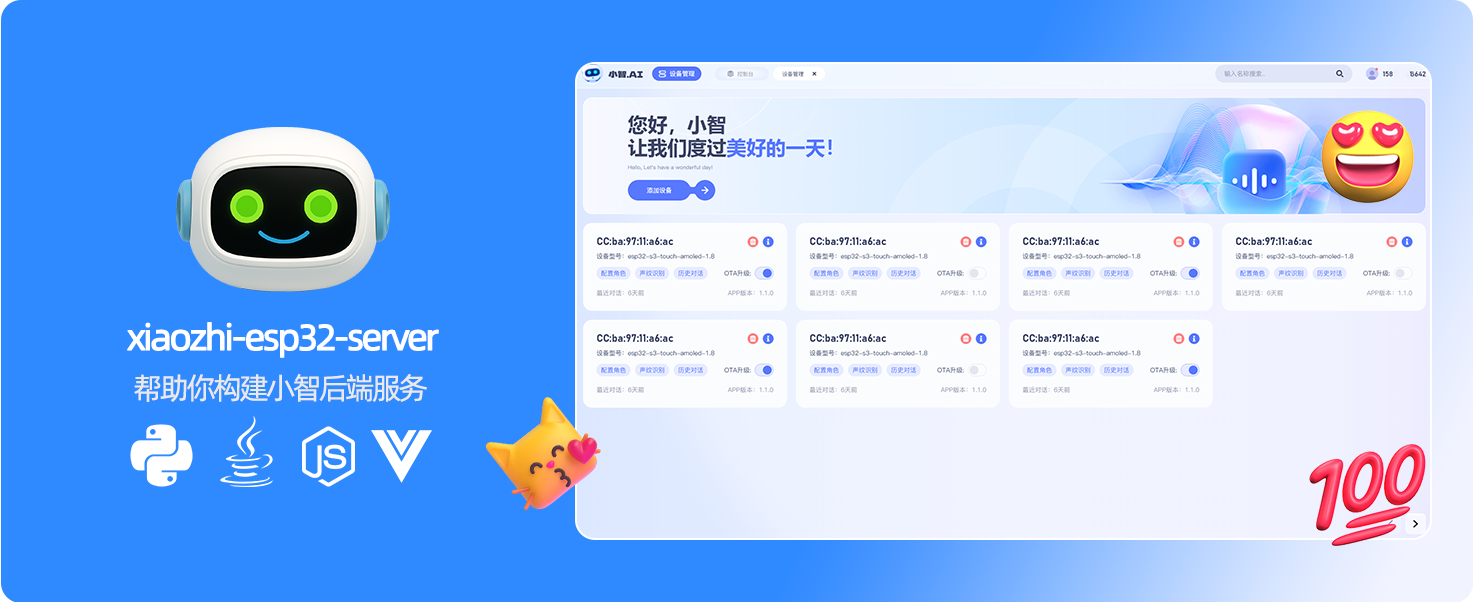 xiaozhi-esp32-server
帮助你构建小智后端服务
JS
小智.AI
设备管理
控制台
设备管理
输入名称搜索..
158
您好，小智
让我们度过美好的一天！
Hello, Let's have a wonderful day!
添加设备
CC:ba:97:11:a6:ac
设备型号：esp32-s3-touch-amoled-1.8
配置角色 声纹识别 历史对话 OTA升级:
最近对话：6天前 APP版本：1.1.0
CC:ba:97:11:a6:ac
设备型号：esp32-s3-touch-amoled-1.8
配置角色 声纹识别 历史对话 OTA升级:
最近对话：6天前 APP版本：1.1.0
CC:ba:97:11:a6:ac
设备型号：esp32-s3-touch-amoled-1.8
配置角色 声纹识别 历史对话 OTA升级:
最近对话：6天前 APP版本：1.1.0
CC:ba:97:11:a6:ac
设备型号：esp32-s3-touch-amoled-1.8
配置角色 声纹识别 历史对话 OTA升级:
最近对话：6天前 APP版本：1.1.0
CC:ba:97:11:a6:ac
设备型号：esp32-s3-touch-amoled-1.8
配置角色 声纹识别 历史对话 OTA升级:
最近对话：6天前 APP版本：1.1.0
CC:ba:97:11:a6:ac
设备型号：esp32-s3-touch-amoled-1.8
配置角色 声纹识别 历史对话 OTA升级:
最近对话：6天前 APP版本：1.1.0
CC:ba:97:11:a6:ac
设备型号：esp32-s3-touch-amoled-1.8
配置角色 声纹识别 历史对话 OTA升级:
最近对话：6天前 APP版本：1.1.0
100